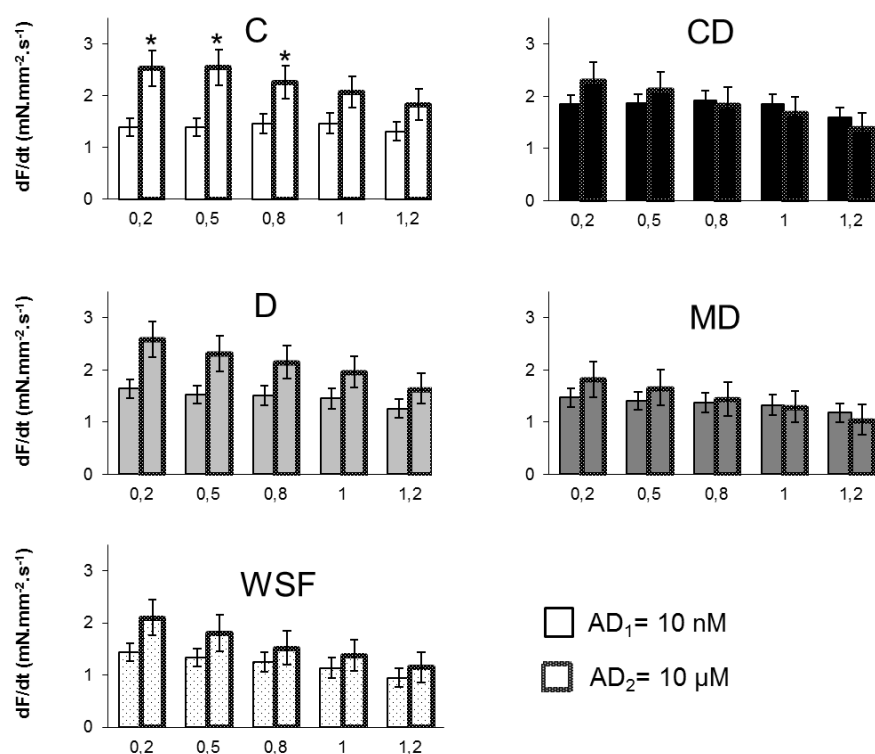 C
* * *
dF/dt (mN.mm⁻².s⁻¹)
3
2
1
0
0,2 0,5 0,8 1 1,2
CD
3
2
1
0
0,2 0,5 0,8 1 1,2
D
dF/dt (mN.mm⁻².s⁻¹)
3
2
1
0
0,2 0,5 0,8 1 1,2
MD
3
2
1
0
0,2 0,5 0,8 1 1,2
WSF
dF/dt (mN.mm⁻².s⁻¹)
3
2
1
0
0,2 0,5 0,8 1 1,2
AD₁= 10 nM
AD₂= 10 µM